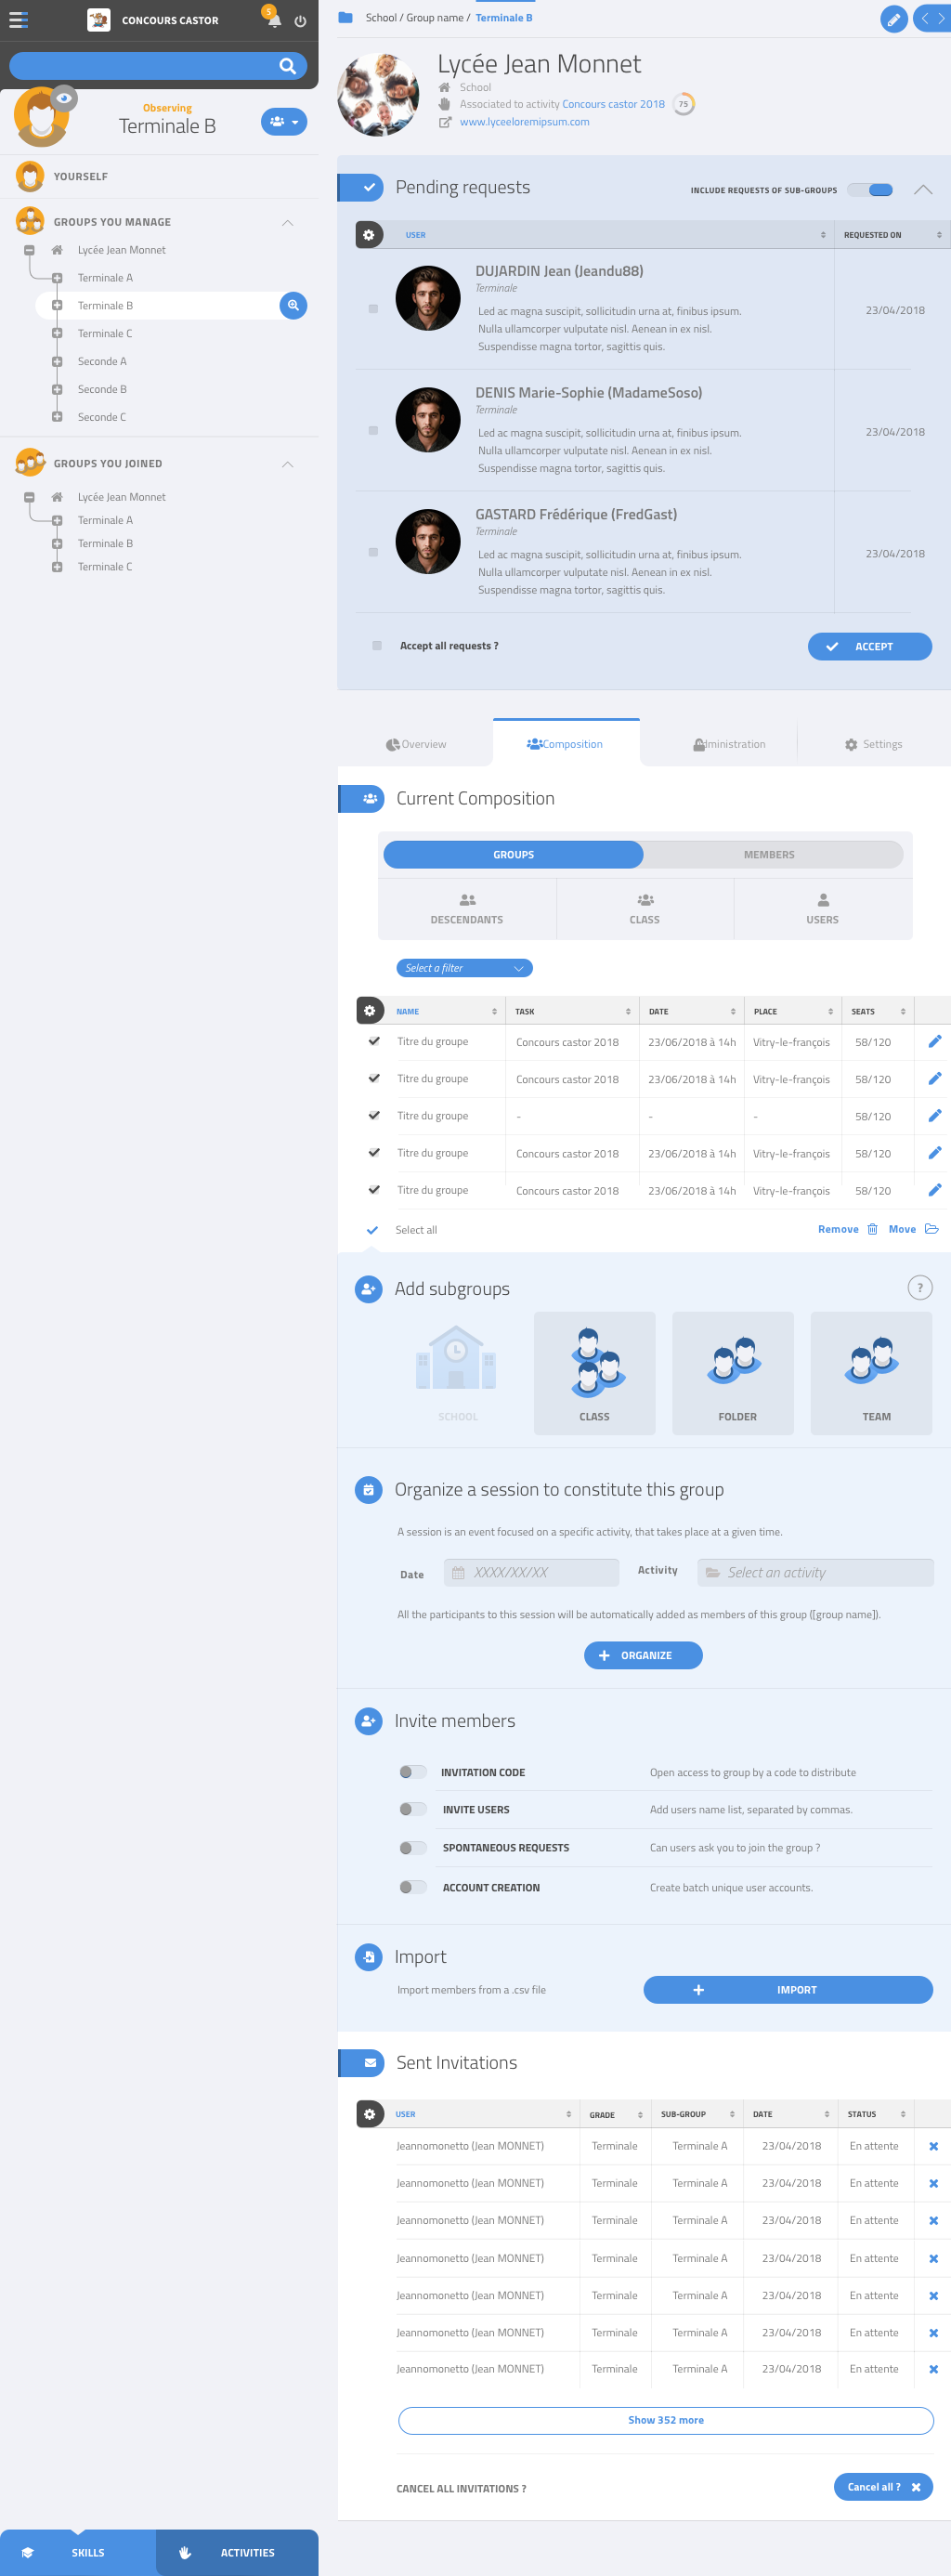 CONCOURS CASTOR
5
Observing
Terminale B
YOURSELF
GROUPS YOU MANAGE
Lycée Jean Monnet
Terminale A
Terminale B
Terminale C
Seconde A
Seconde B
Seconde C
GROUPS YOU JOINED
Lycée Jean Monnet
Terminale A
Terminale B
Terminale C
School / Group name / Terminale B
Lycée Jean Monnet
School
Associated to activity Concours castor 2018 75
www.lyceeloremipsum.com
Pending requests
INCLUDE REQUESTS OF SUB-GROUPS
USER REQUESTED ON
DUJARDIN Jean (Jeandu88)
Terminale
Led ac magna suscipit, sollicitudin urna at, finibus ipsum.
Nulla ullamcorper vulputate nisl. Aenean in ex nisl.
Suspendisse magna tortor, sagittis quis.
23/04/2018
DENIS Marie-Sophie (MadameSoso)
Terminale
Led ac magna suscipit, sollicitudin urna at, finibus ipsum.
Nulla ullamcorper vulputate nisl. Aenean in ex nisl.
Suspendisse magna tortor, sagittis quis.
23/04/2018
GASTARD Frédérique (FredGast)
Terminale
Led ac magna suscipit, sollicitudin urna at, finibus ipsum.
Nulla ullamcorper vulputate nisl. Aenean in ex nisl.
Suspendisse magna tortor, sagittis quis.
23/04/2018
Accept all requests ? ACCEPT
Overview Composition dministration Settings
Current Composition
GROUPS MEMBERS
DESCENDANTS CLASS USERS
Select a filter
NAME TASK DATE PLACE SEATS
Titre du groupe Concours castor 2018 23/06/2018 à 14h Vitry-le-françois 58/120
Titre du groupe Concours castor 2018 23/06/2018 à 14h Vitry-le-françois 58/120
Titre du groupe - - - 58/120
Titre du groupe Concours castor 2018 23/06/2018 à 14h Vitry-le-françois 58/120
Titre du groupe Concours castor 2018 23/06/2018 à 14h Vitry-le-françois 58/120
Select all Remove Move
Add subgroups ?
SCHOOL CLASS FOLDER TEAM
Organize a session to constitute this group
A session is an event focused on a specific activity, that takes place at a given time.
Date XXXX/XX/XX Activity Select an activity
All the participants to this session will be automatically added as members of this group ([group name]).
ORGANIZE
Invite members
INVITATION CODE Open access to group by a code to distribute
INVITE USERS Add users name list, separated by commas.
SPONTANEOUS REQUESTS Can users ask you to join the group ?
ACCOUNT CREATION Create batch unique user accounts.
Import
Import members from a .csv file IMPORT
Sent Invitations
USER GRADE SUB-GROUP DATE STATUS
Jeannomonetto (Jean MONNET) Terminale Terminale A 23/04/2018 En attente
Jeannomonetto (Jean MONNET) Terminale Terminale A 23/04/2018 En attente
Jeannomonetto (Jean MONNET) Terminale Terminale A 23/04/2018 En attente
Jeannomonetto (Jean MONNET) Terminale Terminale A 23/04/2018 En attente
Jeannomonetto (Jean MONNET) Terminale Terminale A 23/04/2018 En attente
Jeannomonetto (Jean MONNET) Terminale Terminale A 23/04/2018 En attente
Jeannomonetto (Jean MONNET) Terminale Terminale A 23/04/2018 En attente
Show 352 more
CANCEL ALL INVITATIONS ? Cancel all ?
SKILLS ACTIVITIES